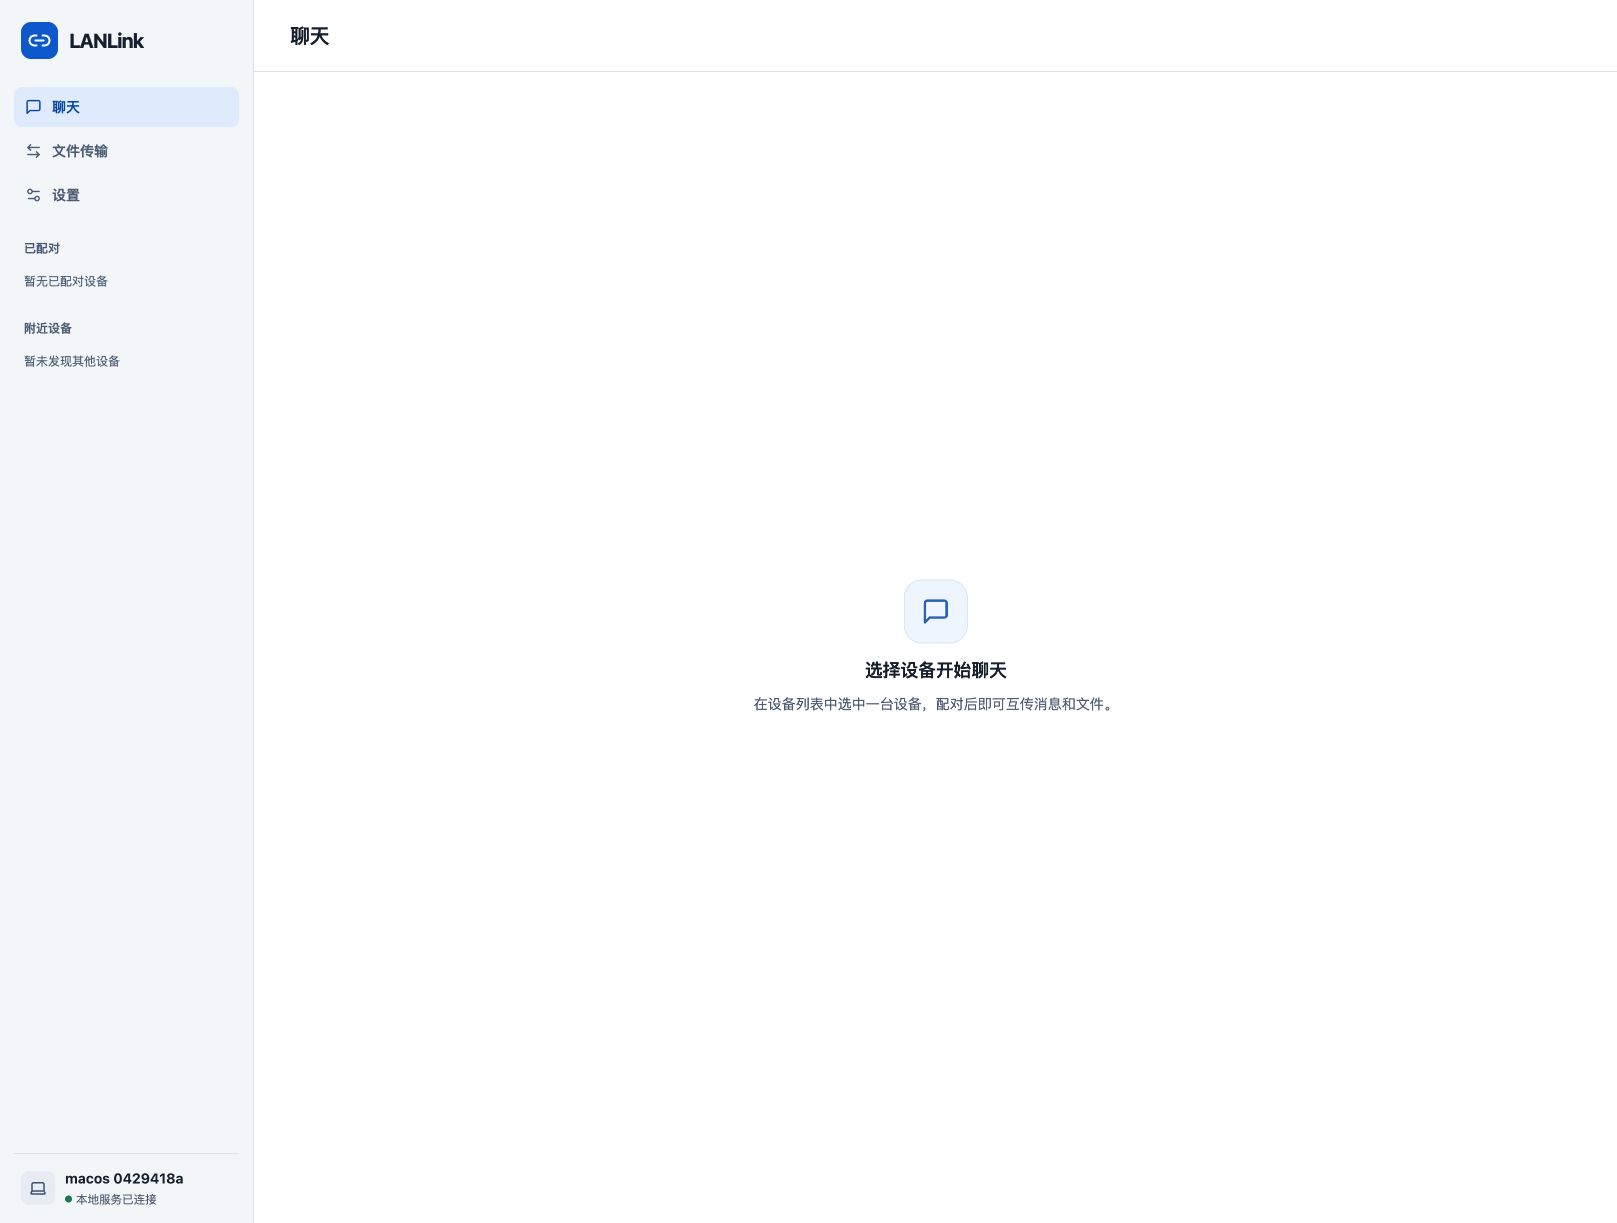 LANLink
聊天
文件传输
设置
已配对
暂无已配对设备
附近设备
暂未发现其他设备
macos 0429418a
本地服务已连接
聊天
选择设备开始聊天
在设备列表中选中一台设备，配对后即可互传消息和文件。